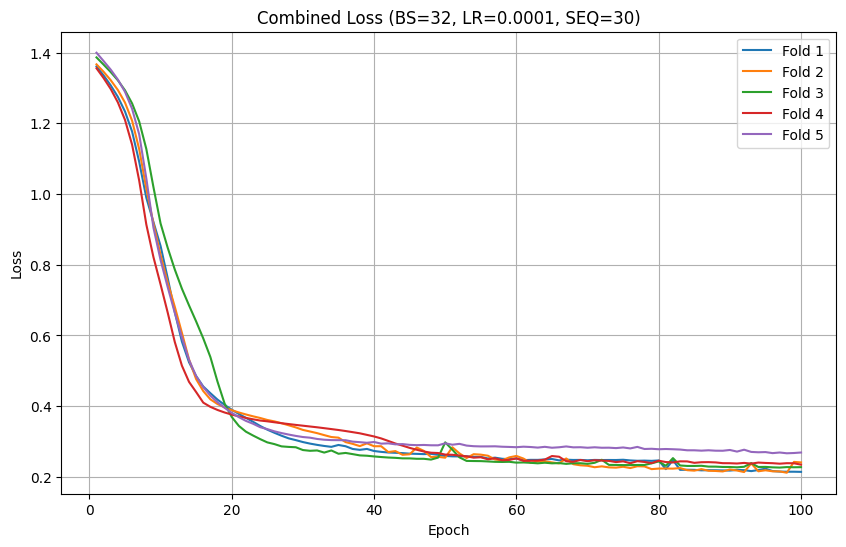 Combined Loss (BS=32, LR=0.0001, SEQ=30)
Fold 1
Fold 2
Fold 3
Fold 4
Fold 5
Loss
1.4
1.2
1.0
0.8
0.6
0.4
0.2
0 20 40 60 80 100
Epoch